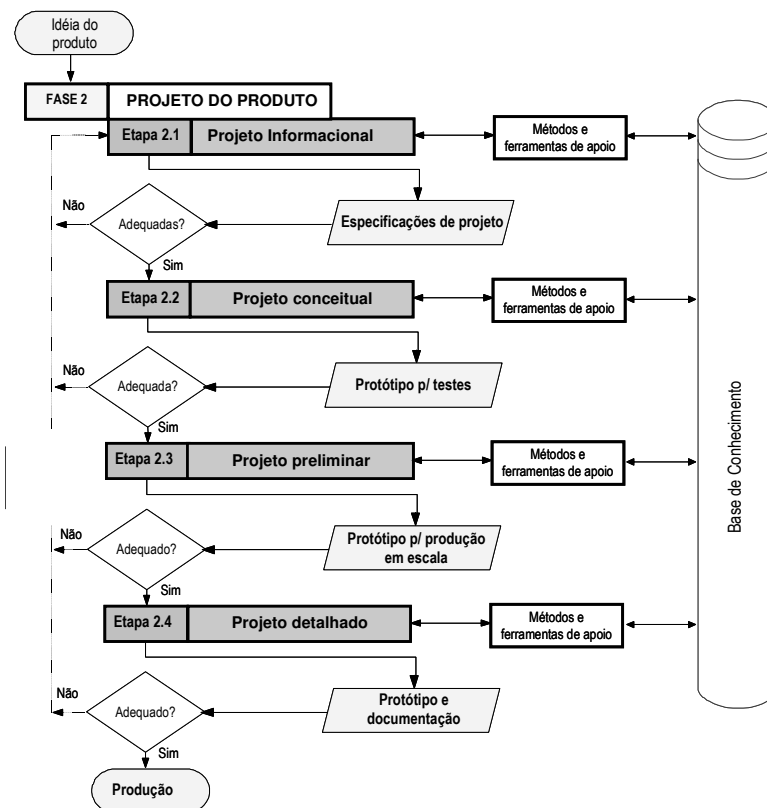 Idéia do
produto
FASE 2
PROJETO DO PRODUTO
Etapa 2.1
Projeto Informacional
Métodos e
ferramentas de apoio
Não
Adequadas?
Especificações de projeto
Sim
Etapa 2.2
Projeto conceitual
Métodos e
ferramentas de apoio
Não
Adequada?
Protótipo p/ testes
Sim
Etapa 2.3
Projeto preliminar
Métodos e
ferramentas de apoio
Não
Adequado?
Protótipo p/ produção
em escala
Sim
Etapa 2.4
Projeto detalhado
Métodos e
ferramentas de apoio
Não
Adequado?
Protótipo e
documentação
Sim
Produção
Base de Conhecimento